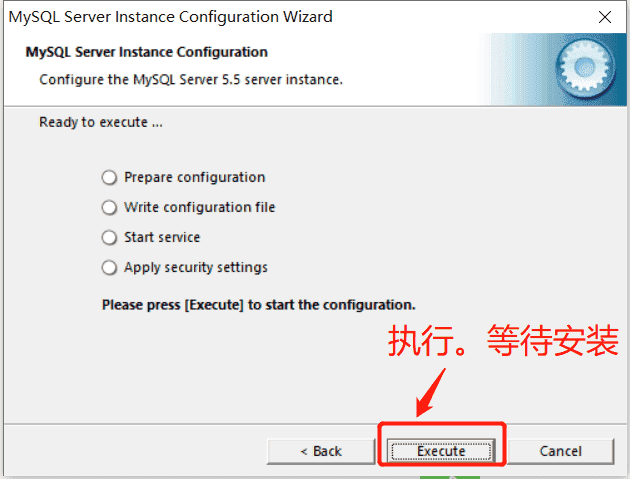 MySQL Server Instance Configuration Wizard
MySQL Server Instance Configuration
Configure the MySQL Server 5.5 server instance.
Ready to execute ...
Prepare configuration
Write configuration file
Start service
Apply security settings
Please press [Execute] to start the configuration.
执行。等待安装
< Back
Execute
Cancel